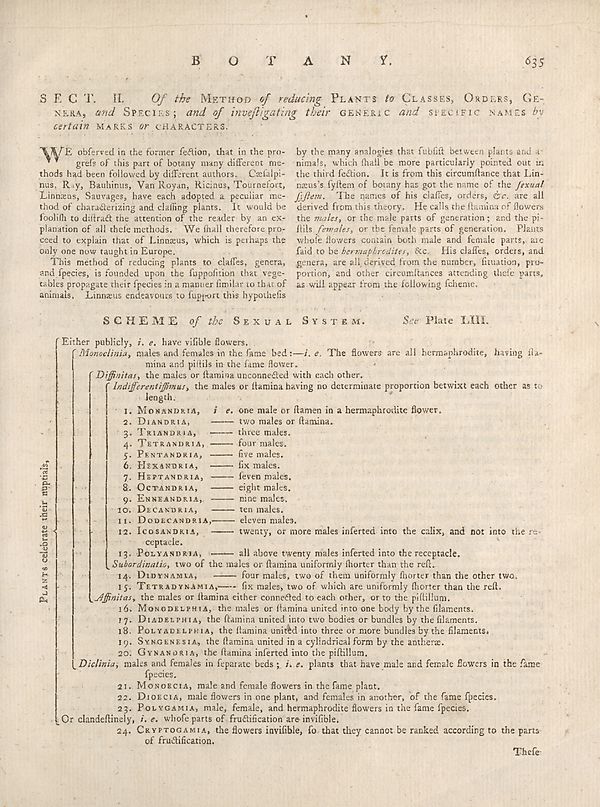 B O T A N Y. 635
S E C T. II. Of the METHOD of reducing PLANTS to CLASSES, ORDERS, GE-
NERA, and SPECIES; and of inveſtigating their GENERIC and SPECIFIC NAMES by
certain MARKS or CHARACTERS.
WE obſerved in the former ſection, that in the pro-
greſs of this part of botany many different me-
thods had been followed by different authors. Cæſalpi-
nus, Ray, Bauhinus, Van Royan, Ricinus, Tournefort,
Linnæus, Sauvages, have each adopted a peculiar me-
thod of characterizing and claſſing plants. It would be
fooliſh to diſtract the attention of the reader by an ex-
planation of all theſe methods. We ſhall therefore pro-
ceed to explain that of Linnæus, which is perhaps the
only one now taught in Europe.
This method of reducing plants to claſſes, genera,
and ſpecies, is founded upon the ſuppoſition that vege-
tables propagate their ſpecies in a manner ſimilar to that of
animals. Linnæus endeavours to ſupport this hypotheſis
by the many analogies that ſubſiſt between plants and a-
nimals, which ſhall be more particularly pointed out in
the third ſection. It is from this circumſtance that Lin-
næus's ſyſtem of botany has got the name of the ſexual
ſyſtem. The names of his claſſes, orders, &c. are all
derived from this theory. He calls the ſtamina of flowers
the males, or the male parts of generation; and the pi-
ſtils females, or the female parts of generation. Plants
whoſe flowers contain both male and female parts, are
ſaid to be hermaphrodites, &c. His claſſes, orders, and
genera, are all derived from the number, ſituation, pro-
portion, and other circumſtances attending theſe parts,
as will appear from the following ſcheme.
SCHEME of the SEXUAL SYSTEM. See Plate LIII.
PLANTS celebrate their nuptials,
Either publicly, i. e. have viſible flowers.
Monoclinia, males and females in the ſame bed:—i. e. The flowers are all hermaphrodite, having ſta-
mina and piſtils in the ſame flower.
Diffinitas, the males or ſtamina unconnected with each other.
Indifferentiſſimus, the males or ſtamina having no determinate proportion betwixt each other as to
length.
1. MONANDRIA, i e. one male or ſtamen in a hermaphrodite flower.
2. DIANDRIA, —— two males or ſtamina.
3. TRIANDRIA, —— three males.
4. TETRANDRIA, —— four males.
5. PENTANDRIA, —— five males.
6. HEXANDRIA, —— ſix males.
7. HEPTANDRIA, —— ſeven males.
8. OCTANDRIA, —— eight males.
9. ENNEANDRIA, —— nine males.
10. DECANDRIA, —— ten males.
11. DODECANDRIA, —— eleven males.
12. ICOSANDRIA, —— twenty, or more males inſerted into the calix, and not into the re-
ceptacle.
13. POLYANDRIA, —— all above twenty males inſerted into the receptacle.
Subordinatio, two of the males or ſtamina uniformly ſhorter than the reſt.
14. DIDYNAMIA, —— four males, two of them uniformly ſhorter than the other two.
15. TETRADYNAMIA, —— ſix males, two of which are uniformly ſhorter than the reſt.
Affinitas, the males or ſtamina either connected to each other, or to the piſtillum.
16. MONODELPHIA, the males or ſtamina united into one body by the filaments.
17. DIADELPHIA, the ſtamina united into two bodies or bundles by the filaments.
18. POLYADELPHIA, the ſtamina united into three or more bundles by the filaments.
19. SYNGENESIA, the ſtamina united in a cylindrical form by the antheræ.
20. GYNANDRIA, the ſtamina inſerted into the piſtillum.
Diclinia, males and females in ſeparate beds; i. e. plants that have male and female flowers in the ſame
ſpecies.
21. MONOECIA, male and female flowers in the ſame plant.
22. DIOECIA, male flowers in one plant, and females in another, of the ſame ſpecies.
23. POLYGAMIA, male, female, and hermaphrodite flowers in the ſame ſpecies.
Or clandeſtinely, i. e. whoſe parts of fructification are inviſible.
24. CRYPTOGAMIA, the flowers inviſible, ſo that they cannot be ranked according to the parts
of fructification.
Theſe